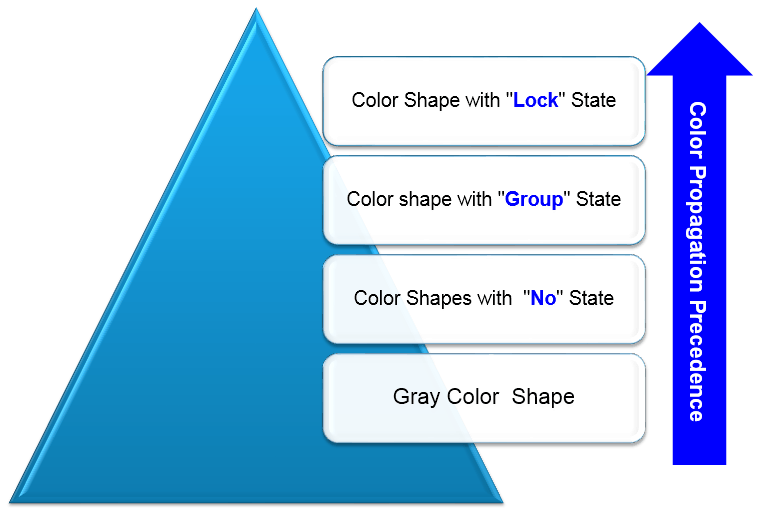 Color Shape with "Lock" State
Color shape with "Group" State
Color Shapes with "No" State
Gray Color Shape
Color Propagation Precedence